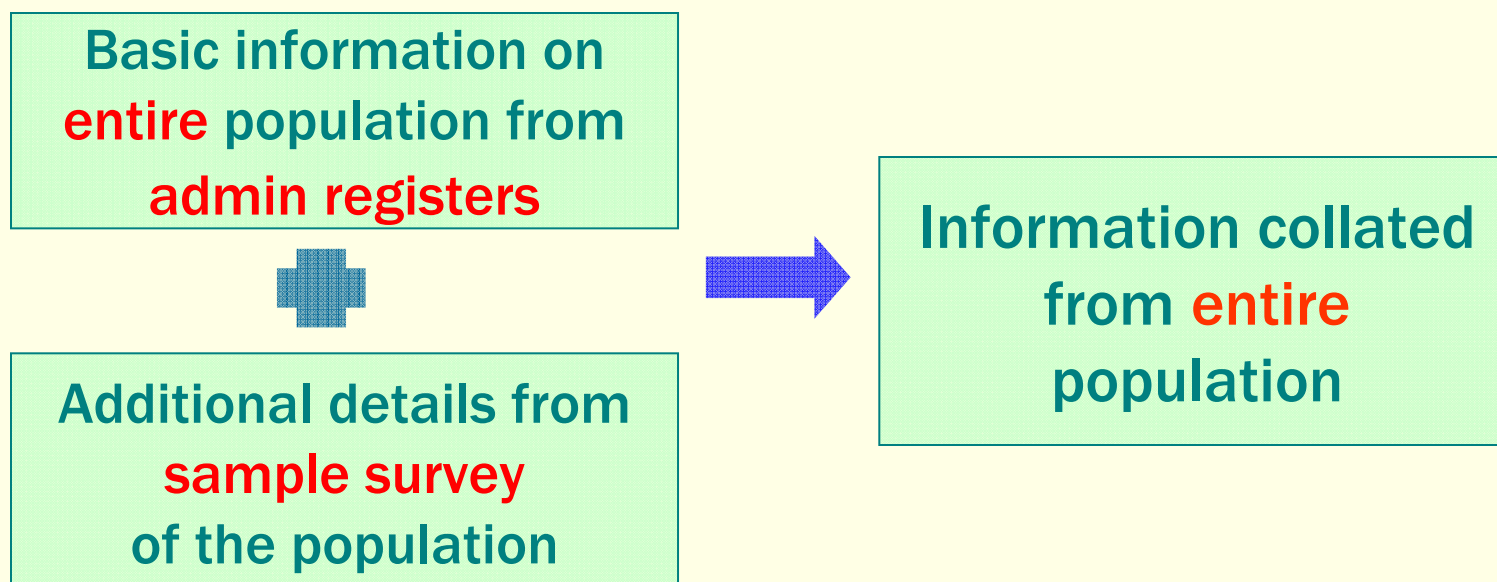 Basic information on
entire population from
admin registers
Additional details from
sample survey
of the population
Information collated
from entire
population